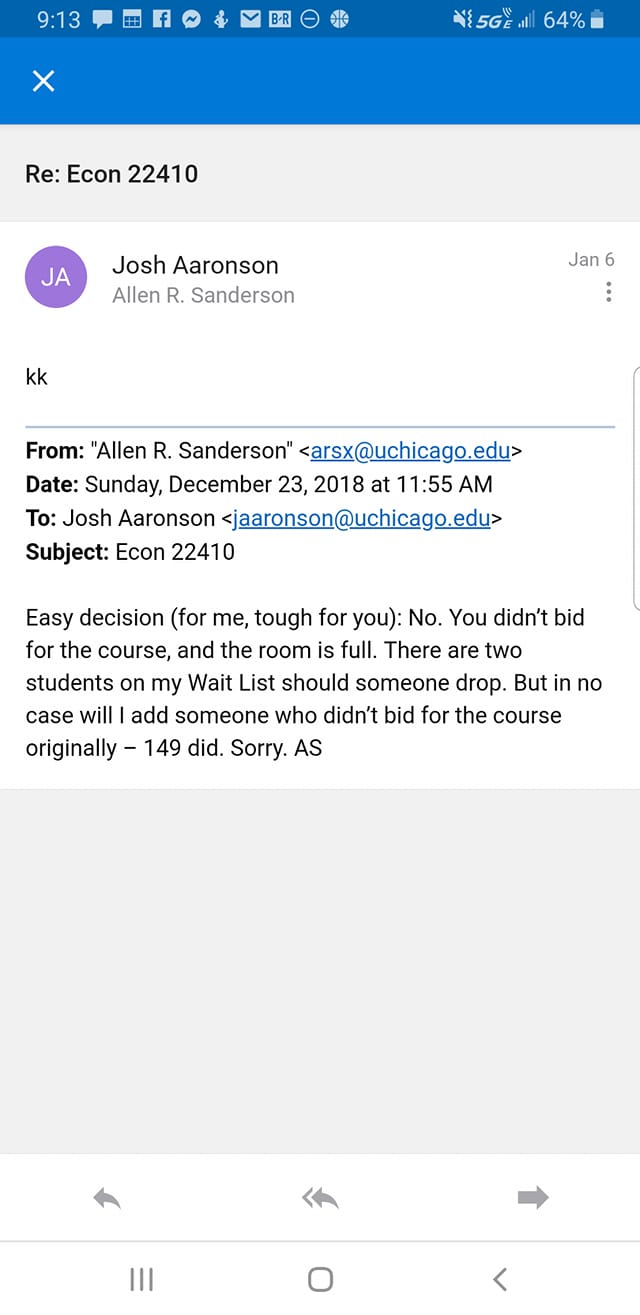 9:13 B/R 5GE 64%
Re: Econ 22410
JA
Josh Aaronson
Jan 6
Allen R. Sanderson
kk
From: "Allen R. Sanderson" <arsx@uchicago.edu>
Date: Sunday, December 23, 2018 at 11:55 AM
To: Josh Aaronson <jaaronson@uchicago.edu>
Subject: Econ 22410
Easy decision (for me, tough for you): No. You didn’t bid
for the course, and the room is full. There are two
students on my Wait List should someone drop. But in no
case will I add someone who didn’t bid for the course
originally – 149 did. Sorry. AS